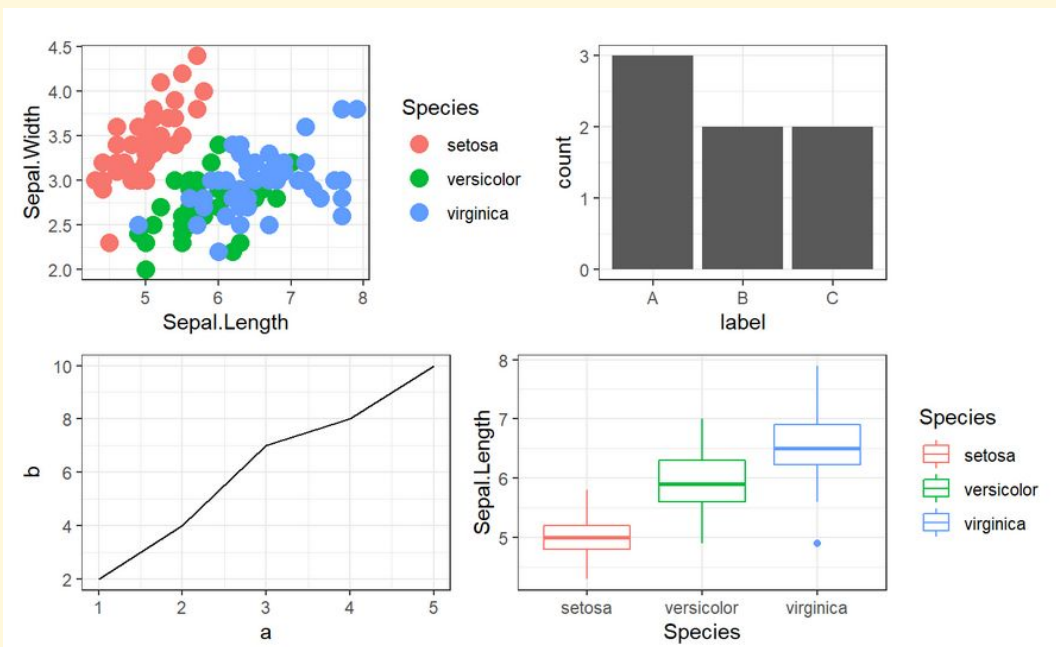 4.5
4.0
3.5
3.0
2.5
2.0
Sepal.Width
5 6 7 8
Sepal.Length
Species
setosa
versicolor
virginica
3
2
1
0
count
A B C
label
10
8
6
4
2
b
1 2 3 4 5
a
8
7
6
5
Sepal.Length
setosa versicolor virginica
Species
Species
setosa
versicolor
virginica